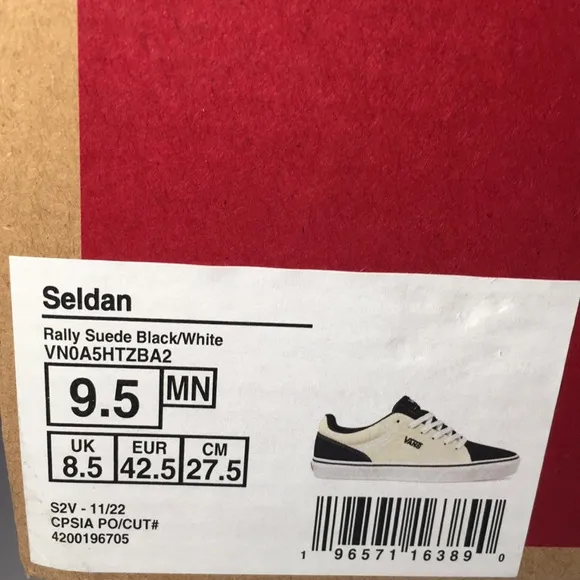 Seldan
Rally Suede Black/White
VN0A5HTZBA2
9.5 MN
UK EUR CM
8.5 42.5 27.5
VANS
S2V - 11/22
CPSIA PO/CUT#
4200196705
1 96571 16389 0